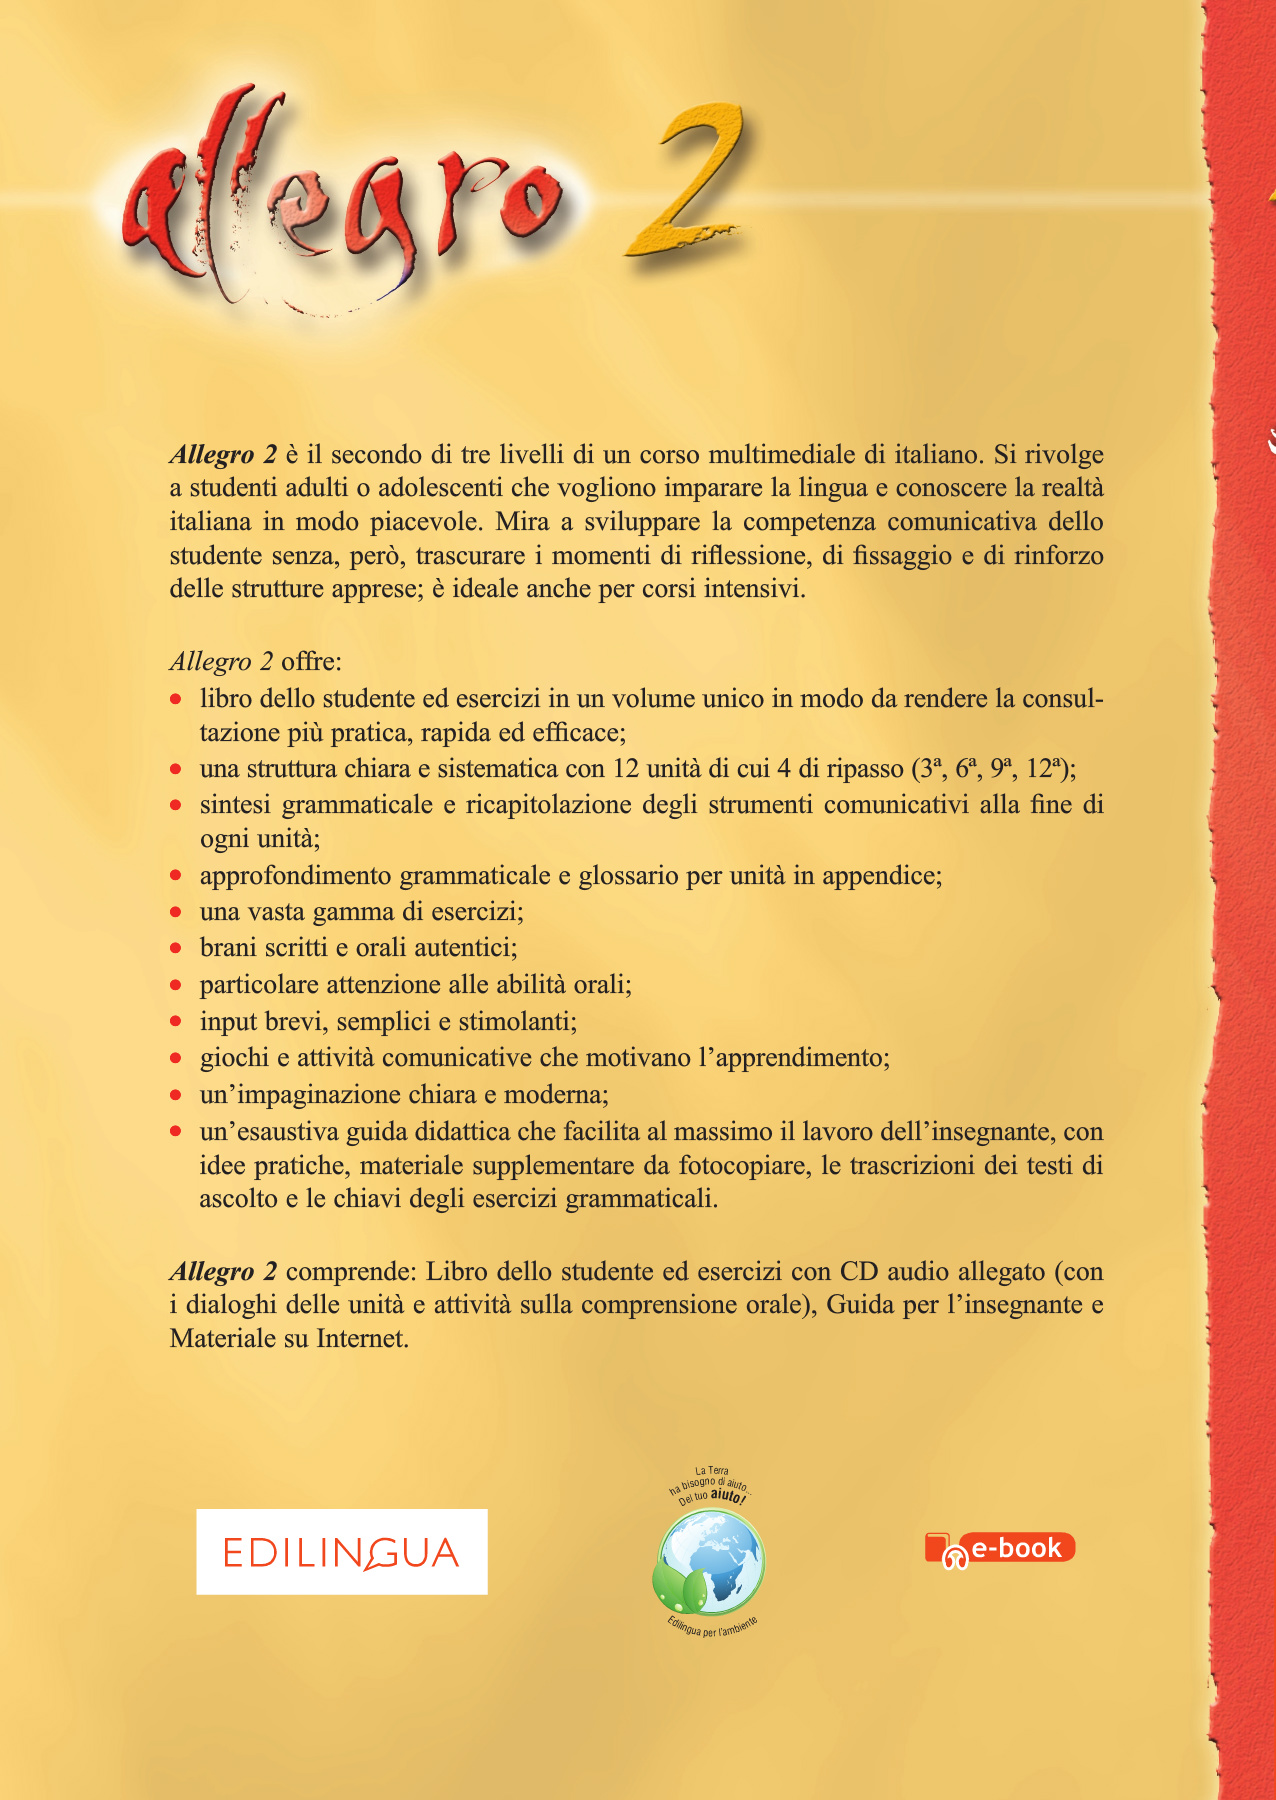 allegro 2
Allegro 2 è il secondo di tre livelli di un corso multimediale di italiano. Si rivolge
a studenti adulti o adolescenti che vogliono imparare la lingua e conoscere la realtà
italiana in modo piacevole. Mira a sviluppare la competenza comunicativa dello
studente senza, però, trascurare i momenti di riflessione, di fissaggio e di rinforzo
delle strutture apprese; è ideale anche per corsi intensivi.
Allegro 2 offre:
• libro dello studente ed esercizi in un volume unico in modo da rendere la consul-
tazione più pratica, rapida ed efficace;
• una struttura chiara e sistematica con 12 unità di cui 4 di ripasso (3ª, 6ª, 9ª, 12ª);
• sintesi grammaticale e ricapitolazione degli strumenti comunicativi alla fine di
ogni unità;
• approfondimento grammaticale e glossario per unità in appendice;
• una vasta gamma di esercizi;
• brani scritti e orali autentici;
• particolare attenzione alle abilità orali;
• input brevi, semplici e stimolanti;
• giochi e attività comunicative che motivano l’apprendimento;
• un’impaginazione chiara e moderna;
• un’esaustiva guida didattica che facilita al massimo il lavoro dell’insegnante, con
idee pratiche, materiale supplementare da fotocopiare, le trascrizioni dei testi di
ascolto e le chiavi degli esercizi grammaticali.
Allegro 2 comprende: Libro dello studente ed esercizi con CD audio allegato (con
i dialoghi delle unità e attività sulla comprensione orale), Guida per l’insegnante e
Materiale su Internet.
EDILINGUA
La Terra
ha bisogno di aiuto...
Del tuo aiuto!
Edilingua per l’ambiente
e-book